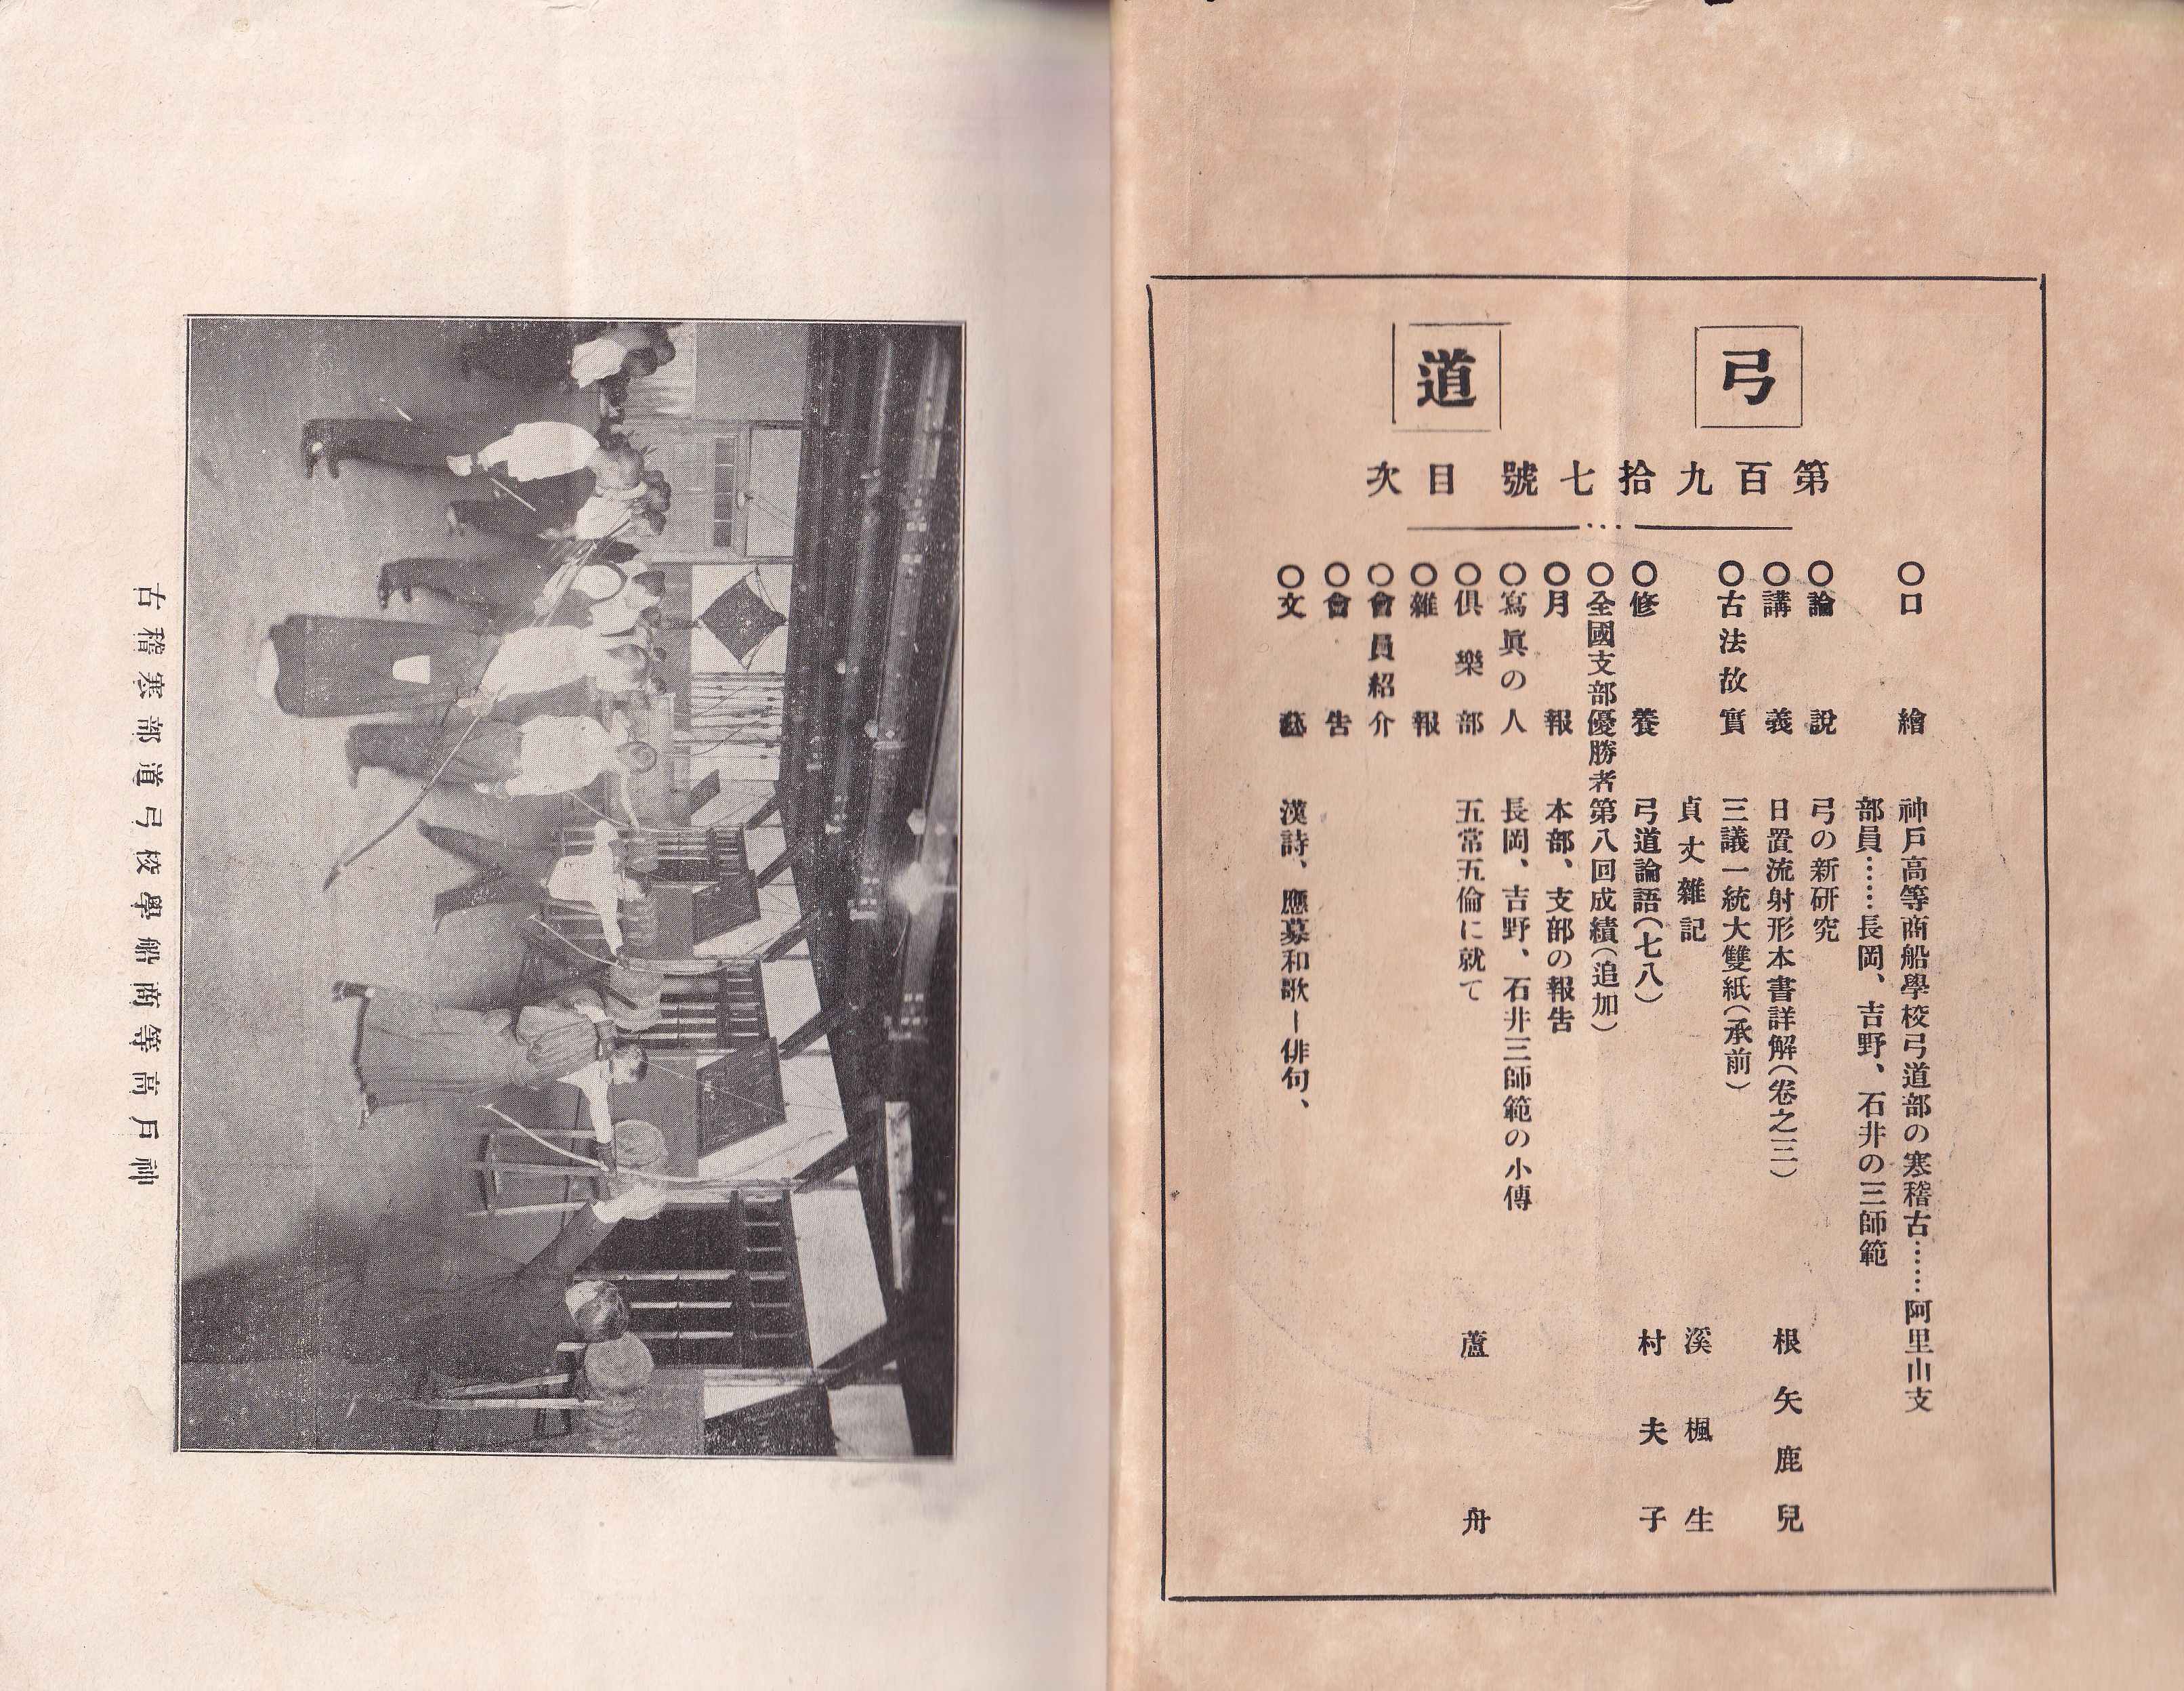 弓道
第百九拾七號目次
○口繪 神戶高等商船學校弓道部の寒稽古……阿里山支
部員……長岡、吉野、石井の三師範
○論說 弓の新研究
○講義 日置流射形本書詳解(卷之三) 根矢鹿兒
○古法故實 三議一統大雙紙(承前)
貞丈雜記 溪楓生
○修養 弓道論語(七八) 村夫子
○全國支部優勝者 第八回成績(追加)
○月報 本部、支部の報告
○寫眞の人 長岡、吉野、石井三師範の小傳
○俱樂部 五常五倫に就て 蘆舟
○雜報
○會員紹介
○會告
○文藝 漢詩、應募和歌—俳句、
神戶高等商船學校弓道部寒稽古